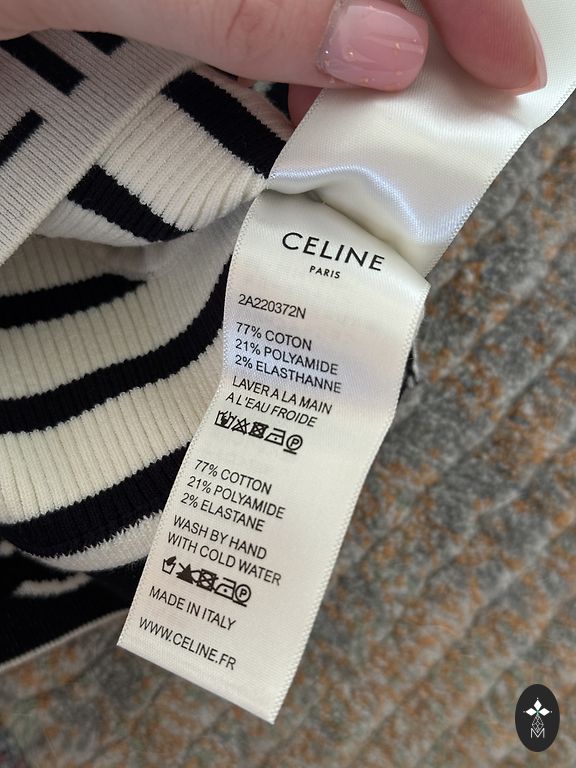 CELINE
PARIS
2A220372N
77% COTON
21% POLYAMIDE
2% ELASTHANNE
LAVER A LA MAIN
A L'EAU FROIDE
P
77% COTTON
21% POLYAMIDE
2% ELASTANE
WASH BY HAND
WITH COLD WATER
P
MADE IN ITALY
WWW.CELINE.FR
M